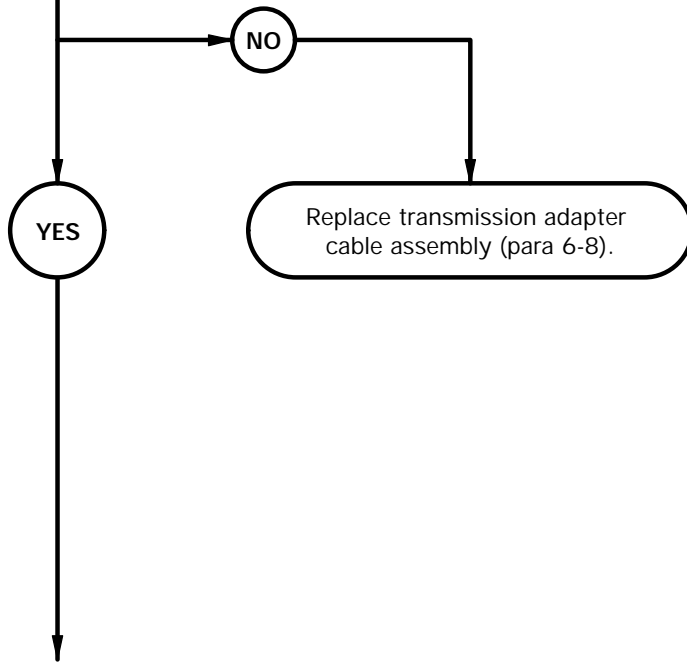 NO
YES
Replace transmission adapter
cable assembly (para 6-8).